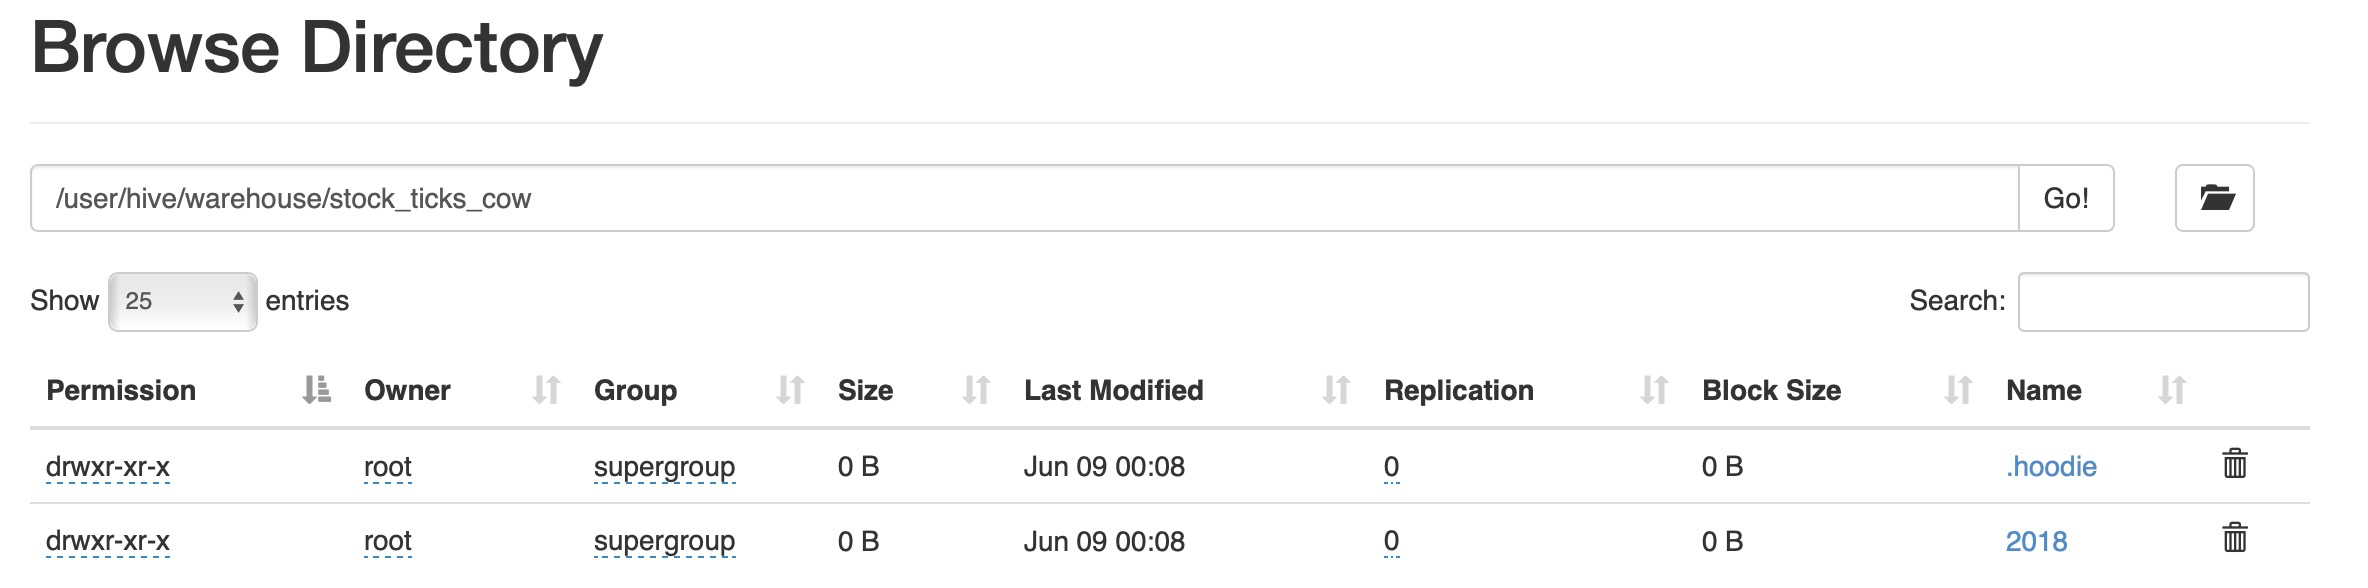 Browse Directory
/user/hive/warehouse/stock_ticks_cow Go!
Show 25 entries Search:
Permission Owner Group Size Last Modified Replication Block Size Name
drwxr-xr-x root supergroup 0 B Jun 09 00:08 0 0 B .hoodie
drwxr-xr-x root supergroup 0 B Jun 09 00:08 0 0 B 2018